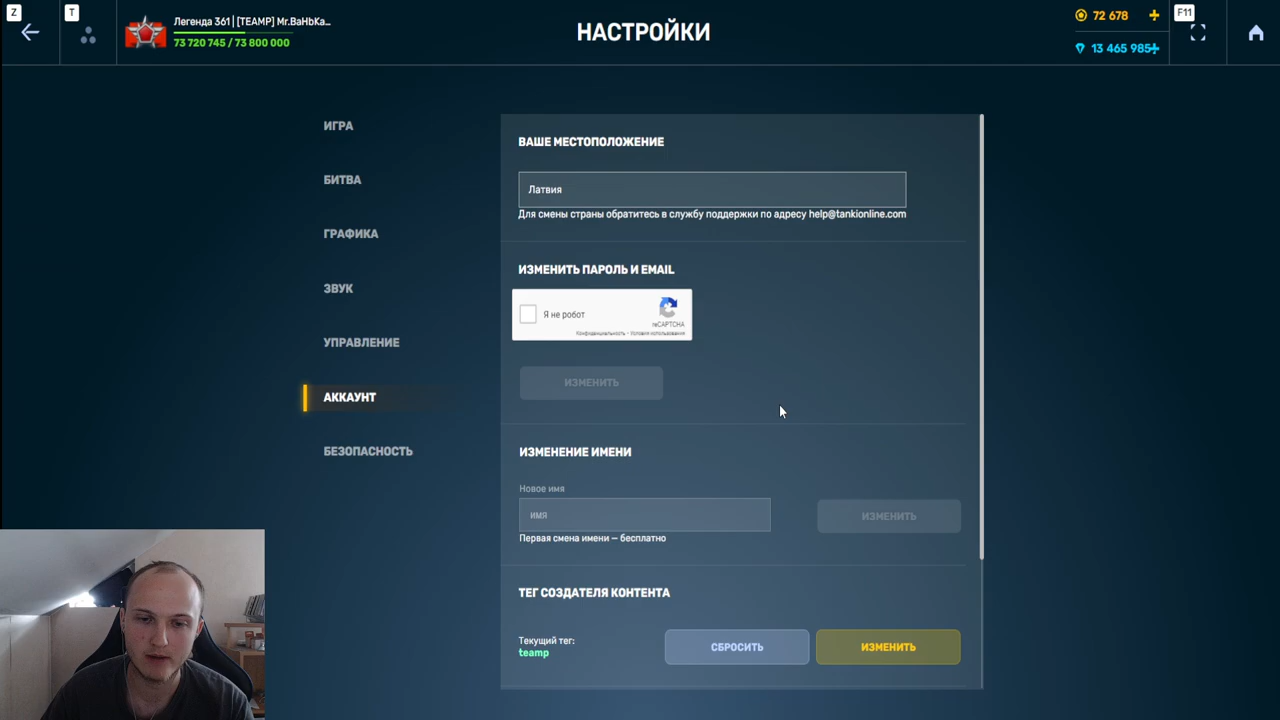 Z
T
Легенда 361 | [TEAMP] Mr.BaHbKa...
73 720 745 / 73 800 000
НАСТРОЙКИ
72 678
13 465 985
F11
ИГРА
БИТВА
ГРАФИКА
ЗВУК
УПРАВЛЕНИЕ
АККАУНТ
БЕЗОПАСНОСТЬ
ВАШЕ МЕСТОПОЛОЖЕНИЕ
Латвия
Для смены страны обратитесь в службу поддержки по адресу help@tankionline.com
ИЗМЕНИТЬ ПАРОЛЬ И EMAIL
Я не робот
reCAPTCHA
Конфиденциальность - Условия использования
ИЗМЕНИТЬ
ИЗМЕНЕНИЕ ИМЕНИ
Новое имя
имя
ИЗМЕНИТЬ
Первая смена имени — бесплатно
ТЕГ СОЗДАТЕЛЯ КОНТЕНТА
Текущий тег:
teamp
СБРОСИТЬ
ИЗМЕНИТЬ